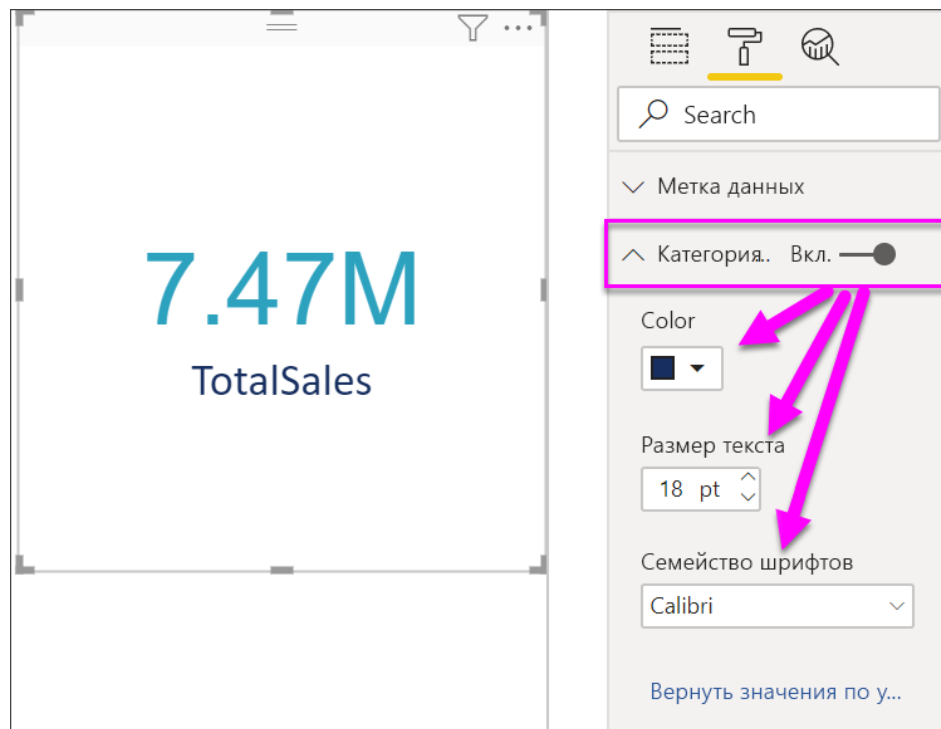 7.47M
TotalSales
Search
Метка данных
Категория.. Вкл.
Color
Размер текста
18 pt
Семейство шрифтов
Calibri
Вернуть значения по у...